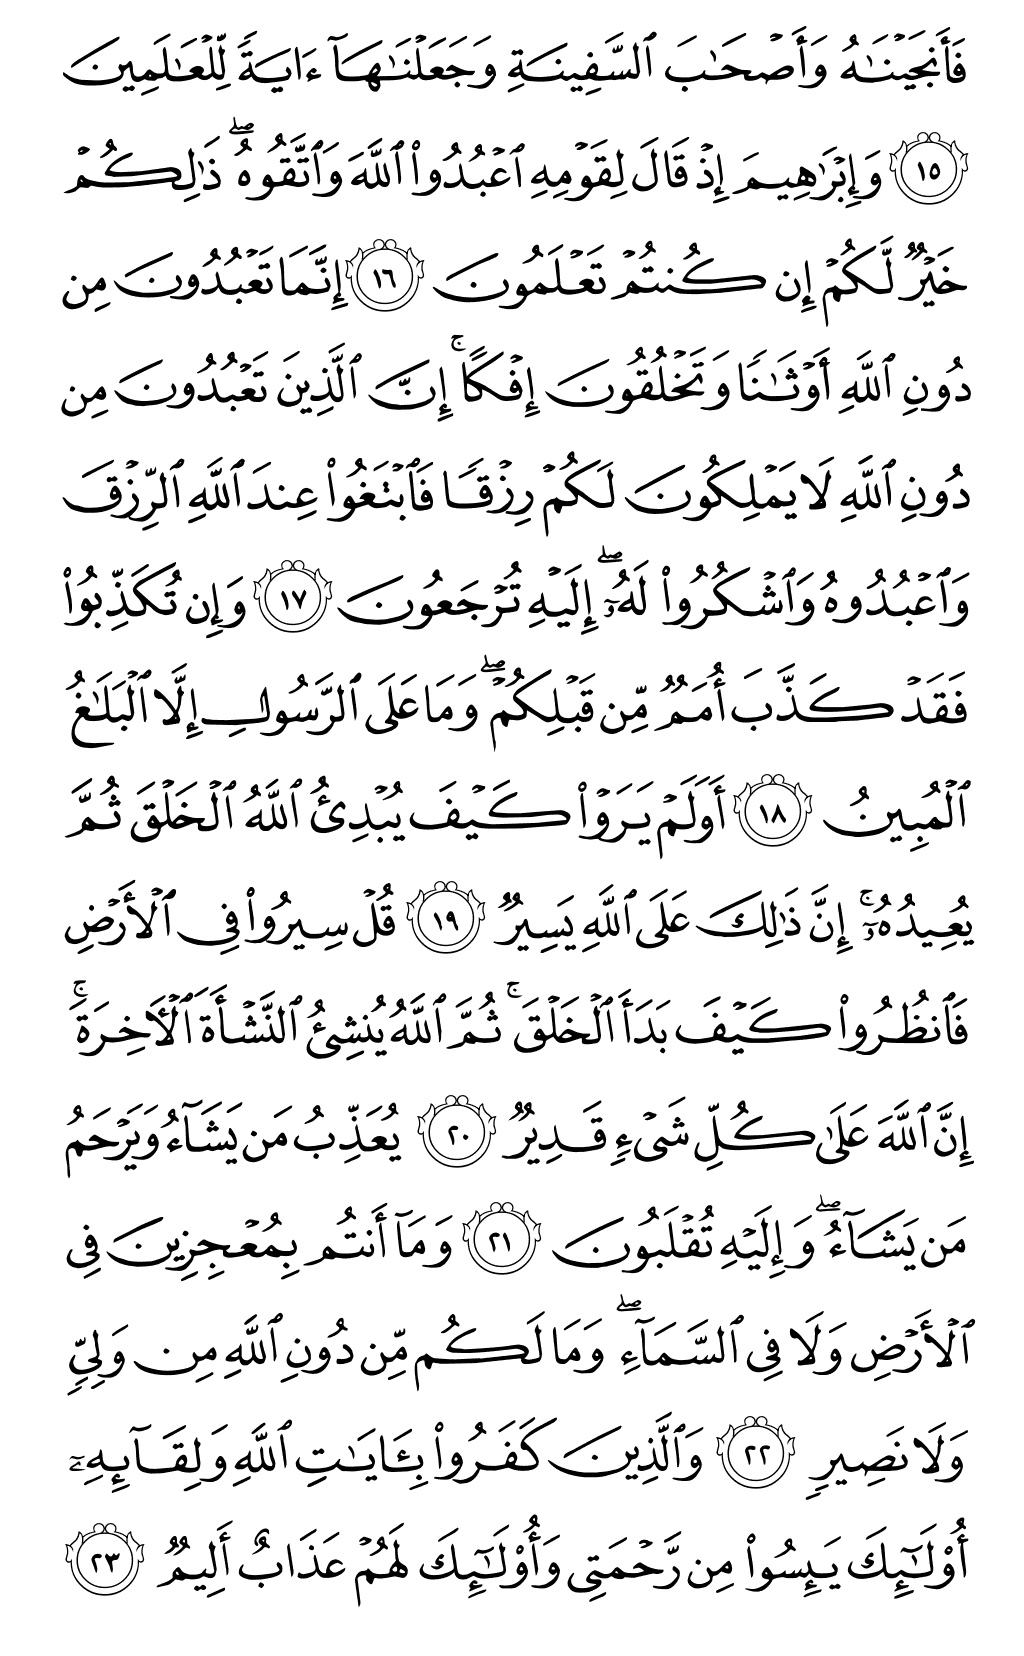 فَأَنجَيۡنَٰهُ وَأَصۡحَٰبَ ٱلسَّفِينَةِ وَجَعَلۡنَٰهَآ ءَايَةٗ لِّلۡعَٰلَمِينَ
١٥ وَإِبۡرَٰهِيمَ إِذۡ قَالَ لِقَوۡمِهِ ٱعۡبُدُواْ ٱللَّهَ وَٱتَّقُوهُۖ ذَٰلِكُمۡ
خَيۡرٞ لَّكُمۡ إِن كُنتُمۡ تَعۡلَمُونَ ١٦ إِنَّمَا تَعۡبُدُونَ مِن
دُونِ ٱللَّهِ أَوۡثَٰنٗا وَتَخۡلُقُونَ إِفۡكًاۚ إِنَّ ٱلَّذِينَ تَعۡبُدُونَ مِن
دُونِ ٱللَّهِ لَا يَمۡلِكُونَ لَكُمۡ رِزۡقٗا فَٱبۡتَغُواْ عِندَ ٱللَّهِ ٱلرِّزۡقَ
وَٱعۡبُدُوهُ وَٱشۡكُرُواْ لَهُۥٓۖ إِلَيۡهِ تُرۡجَعُونَ ١٧ وَإِن تُكَذِّبُواْ
فَقَدۡ كَذَّبَ أُمَمٞ مِّن قَبۡلِكُمۡۖ وَمَا عَلَى ٱلرَّسُولِ إِلَّا ٱلۡبَلَٰغُ
ٱلۡمُبِينُ ١٨ أَوَلَمۡ يَرَوۡاْ كَيۡفَ يُبۡدِئُ ٱللَّهُ ٱلۡخَلۡقَ ثُمَّ
يُعِيدُهُۥٓۚ إِنَّ ذَٰلِكَ عَلَى ٱللَّهِ يَسِيرٞ ١٩ قُلۡ سِيرُواْ فِي ٱلۡأَرۡضِ
فَٱنظُرُواْ كَيۡفَ بَدَأَ ٱلۡخَلۡقَۚ ثُمَّ ٱللَّهُ يُنشِئُ ٱلنَّشۡأَةَ ٱلۡأٓخِرَةَۚ
إِنَّ ٱللَّهَ عَلَىٰ كُلِّ شَيۡءٖ قَدِيرٞ ٢٠ يُعَذِّبُ مَن يَشَآءُ وَيَرۡحَمُ
مَن يَشَآءُۖ وَإِلَيۡهِ تُقۡلَبُونَ ٢١ وَمَآ أَنتُم بِمُعۡجِزِينَ فِي
ٱلۡأَرۡضِ وَلَا فِي ٱلسَّمَآءِۖ وَمَا لَكُم مِّن دُونِ ٱللَّهِ مِن وَلِيّٖ
وَلَا نَصِيرٖ ٢٢ وَٱلَّذِينَ كَفَرُواْ بِـَٔايَٰتِ ٱللَّهِ وَلِقَآئِهِۦٓ
أُوْلَٰٓئِكَ يَئِسُواْ مِن رَّحۡمَتِي وَأُوْلَٰٓئِكَ لَهُمۡ عَذَابٌ أَلِيمٞ ٢٣